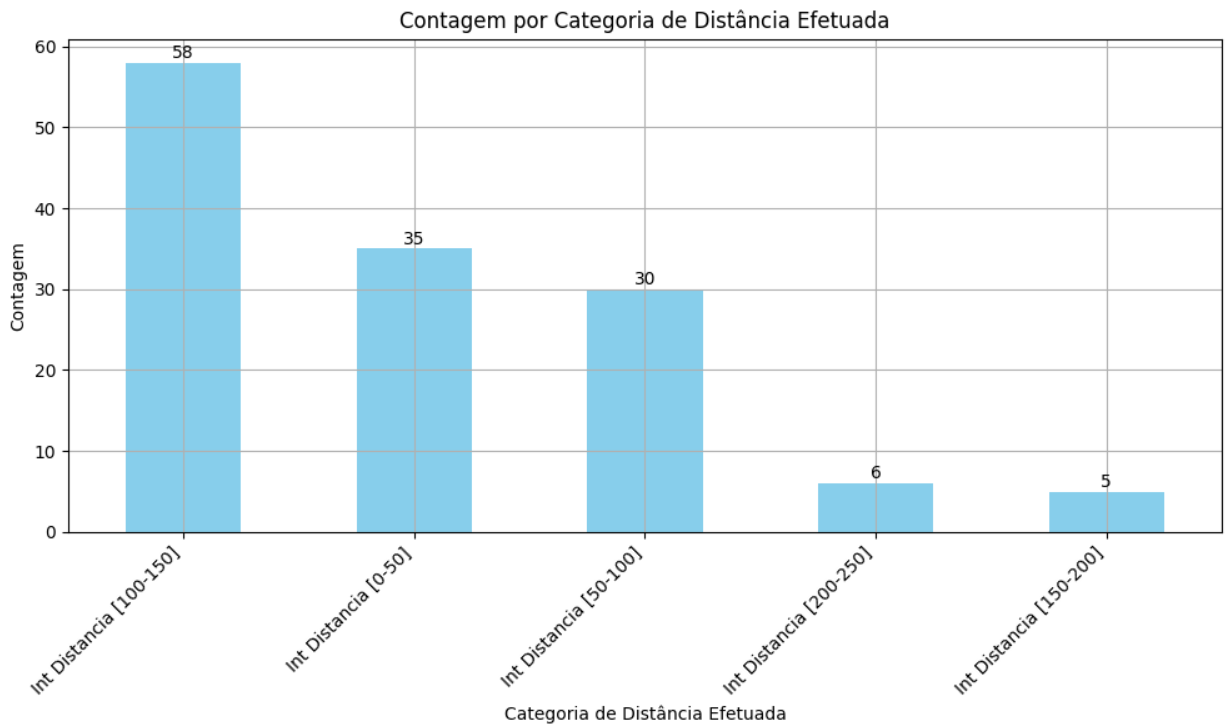 Contagem por Categoria de Distância Efetuada
Contagem
60
50
40
30
20
10
0
58
35
30
6
5
Int Distancia [100-150]
Int Distancia [0-50]
Int Distancia [50-100]
Int Distancia [200-250]
Int Distancia [150-200]
Categoria de Distância Efetuada